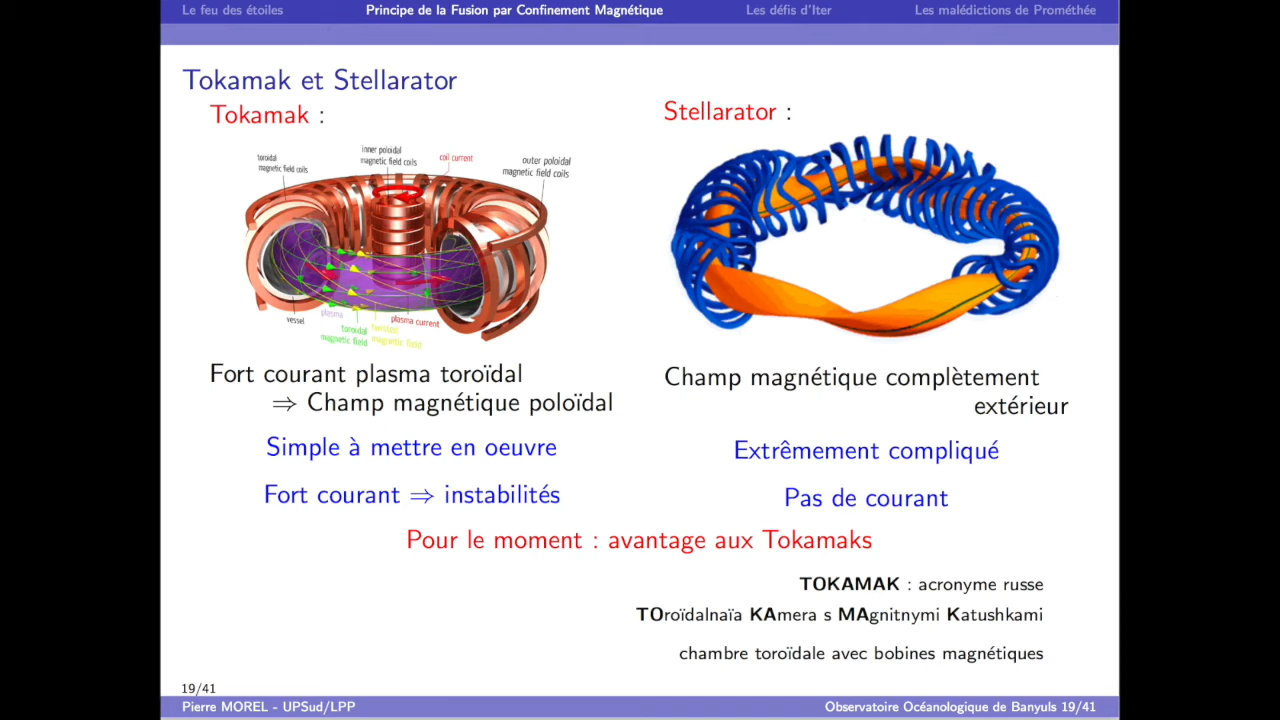 Le feu des étoiles Principe de la Fusion par Confinement Magnétique Les défis d'Iter Les malédictions de Prométhée
Tokamak et Stellarator
Tokamak :
toroidal
magnetic field coils
inner poloidal
magnetic field coils
coil current
outer poloidal
magnetic field coils
vessel
plasma
plasma current
toroidal
magnetic field
twisted
magnetic field
Fort courant plasma toroïdal
⇒ Champ magnétique poloïdal
Simple à mettre en oeuvre
Fort courant ⇒ instabilités
Stellarator :
Champ magnétique complètement
extérieur
Extrêmement compliqué
Pas de courant
Pour le moment : avantage aux Tokamaks
TOKAMAK : acronyme russe
TOroïdalnaïa KAmera s MAgnitnymi Katushkami
chambre toroïdale avec bobines magnétiques
19/41
Pierre MOREL - UPSud/LPP Observatoire Océanologique de Banyuls 19/41